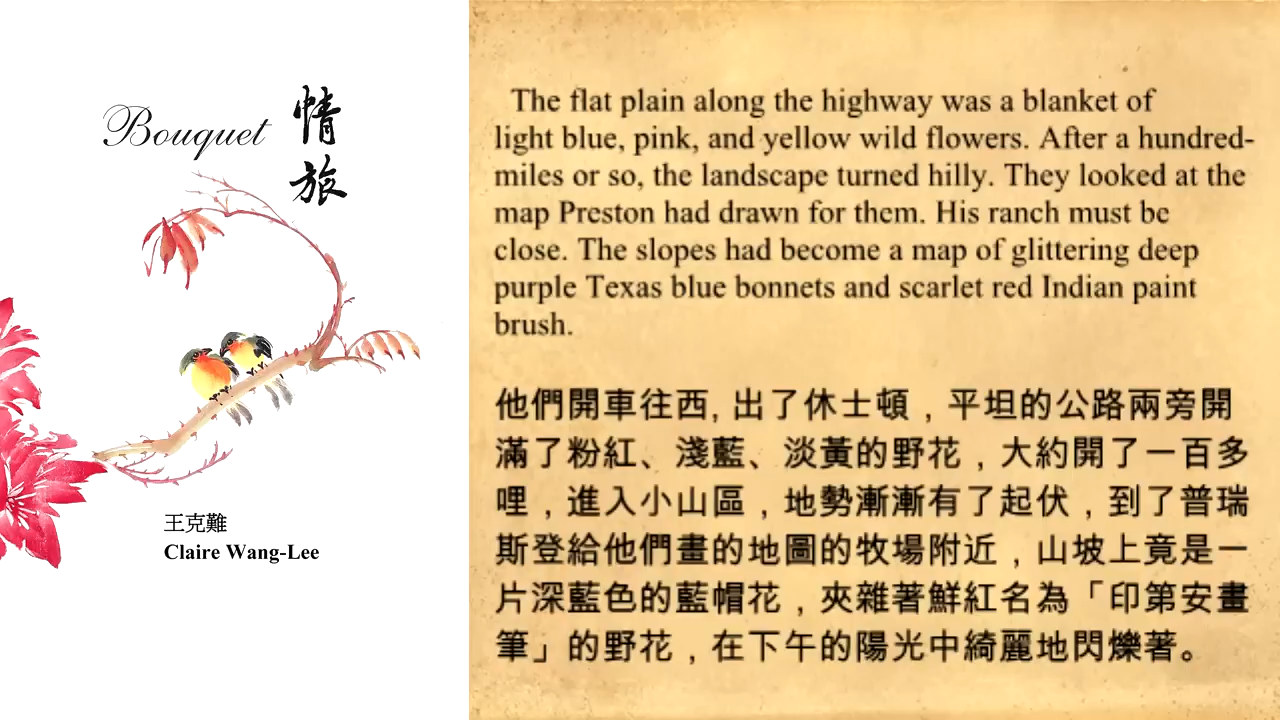 Bouquet
情旅
王克難
Claire Wang-Lee
The flat plain along the highway was a blanket of
light blue, pink, and yellow wild flowers. After a hundred-
miles or so, the landscape turned hilly. They looked at the
map Preston had drawn for them. His ranch must be
close. The slopes had become a map of glittering deep
purple Texas blue bonnets and scarlet red Indian paint
brush.
他們開車往西, 出了休士頓，平坦的公路兩旁開
滿了粉紅、淺藍、淡黃的野花，大約開了一百多
哩，進入小山區，地勢漸漸有了起伏，到了普瑞
斯登給他們畫的地圖的牧場附近，山坡上竟是一
片深藍色的藍帽花，夾雜著鮮紅名為「印第安畫
筆」的野花，在下午的陽光中綺麗地閃爍著。